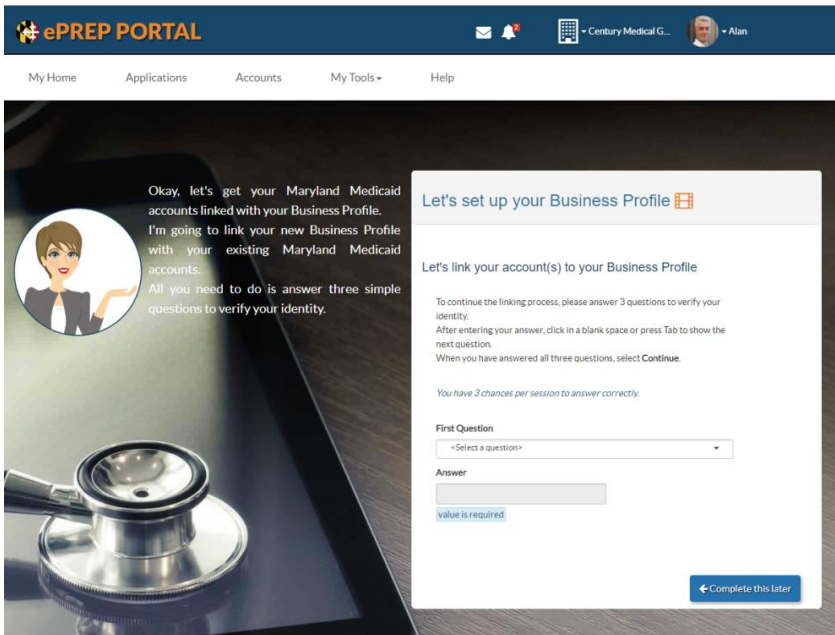 ePREP PORTAL
2
Century Medical G...
Alan
My Home Applications Accounts My Tools Help
Okay, let's get your Maryland Medicaid
accounts linked with your Business Profile.
I'm going to link your new Business Profile
with your existing Maryland Medicaid
accounts.
All you need to do is answer three simple
questions to verify your identity.
Let's set up your Business Profile
Let's link your account(s) to your Business Profile
To continue the linking process, please answer 3 questions to verify your
identity.
After entering your answer, click in a blank space or press Tab to show the
next question.
When you have answered all three questions, select Continue.
You have 3 chances per session to answer correctly.
First Question
<Select a question>
Answer
value is required
Complete this later